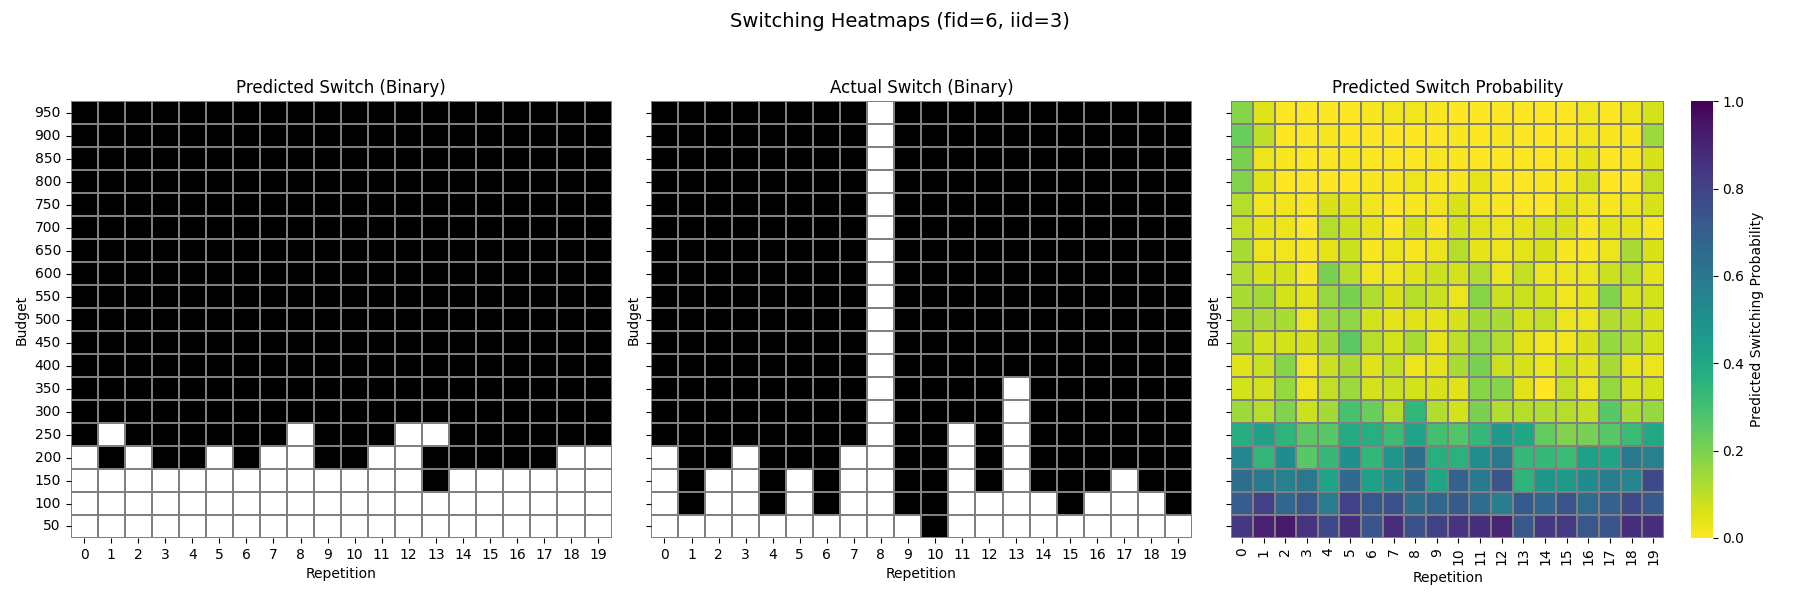 Switching Heatmaps (fid=6, iid=3)
Predicted Switch (Binary)
Budget
950
900
850
800
750
700
650
600
550
500
450
400
350
300
250
200
150
100
50
0 1 2 3 4 5 6 7 8 9 10 11 12 13 14 15 16 17 18 19
Repetition
Actual Switch (Binary)
Budget
0 1 2 3 4 5 6 7 8 9 10 11 12 13 14 15 16 17 18 19
Repetition
Predicted Switch Probability
Budget
0 1 2 3 4 5 6 7 8 9 10 11 12 13 14 15 16 17 18 19
Repetition
1.0
0.8
0.6
0.4
0.2
0.0
Predicted Switching Probability